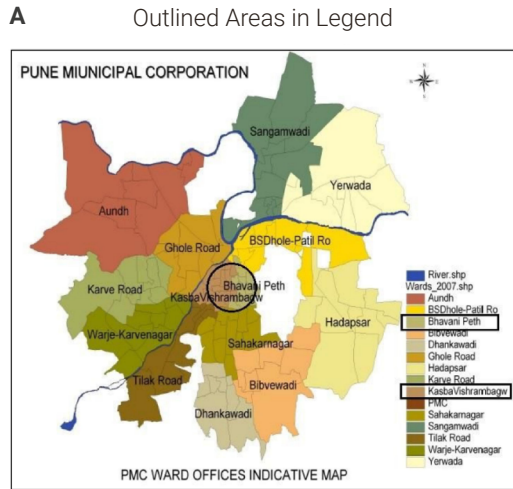 A
Outlined Areas in Legend
PUNE MIUNICIPAL CORPORATION
Sangamwadi
Yerwada
Aundh
Ghole Road
BSDhole-Patil Ro
Karve Road
Bhavani Peth
KasbaVishrambagw
Hadapsar
Warje-Karvenagar
Sahakarnagar
Tilak Road
Bibvewadi
Dhankawadi
River.shp
Wards_2007.shp
Aundh
BSDhole-Patil Ro
Bhavani Peth
Bibvewadi
Dhankawadi
Ghole Road
Hadapsar
Karve Road
KasbaVishrambagw
PMC
Sahakarnagar
Sangamwadi
Tilak Road
Warje-Karvenagar
Yerwada
PMC WARD OFFICES INDICATIVE MAP